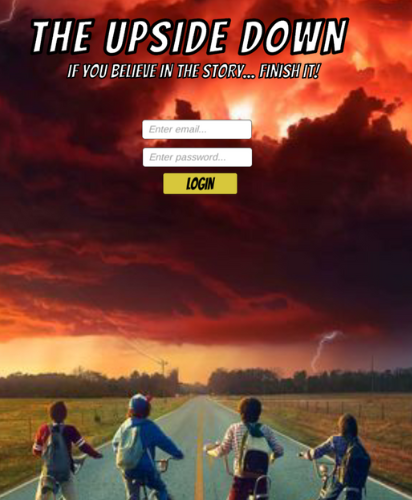 THE UPSIDE DOWN
IF YOU BELIEVE IN THE STORY... FINISH IT!
Enter email...
Enter password...
LOGIN